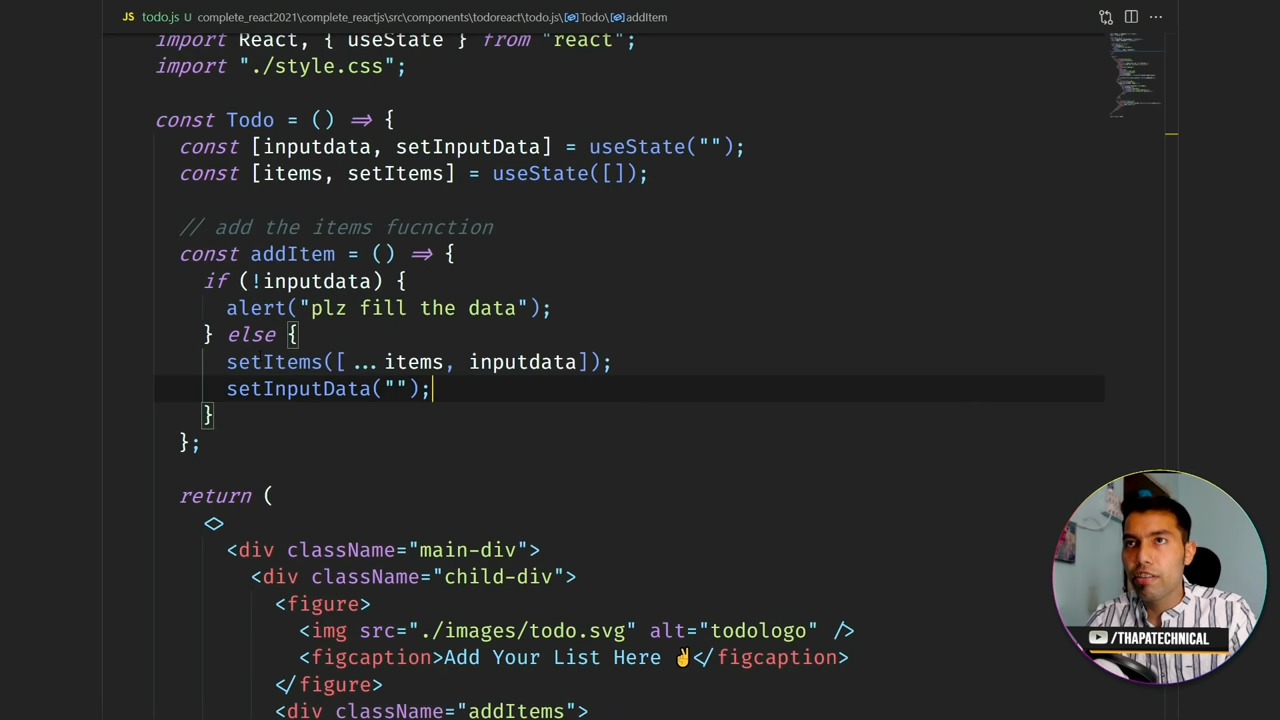 JS todo.js U complete_react2021\complete_reactjs\src\components\todoreact\todo.js\Todo\addItem
import React, { useState } from "react";
import "./style.css";
const Todo = () => {
const [inputdata, setInputData] = useState("");
const [items, setItems] = useState([]);
// add the items fucnction
const addItem = () => {
if (!inputdata) {
alert("plz fill the data");
} else {
setItems([...items, inputdata]);
setInputData("");
}
};
return (
<>
<div className="main-div">
<div className="child-div">
<figure>
<img src="./images/todo.svg" alt="todologo" />
<figcaption>Add Your List Here ✌</figcaption>
</figure>
<div className="addItems">
/THAPATECHNICAL